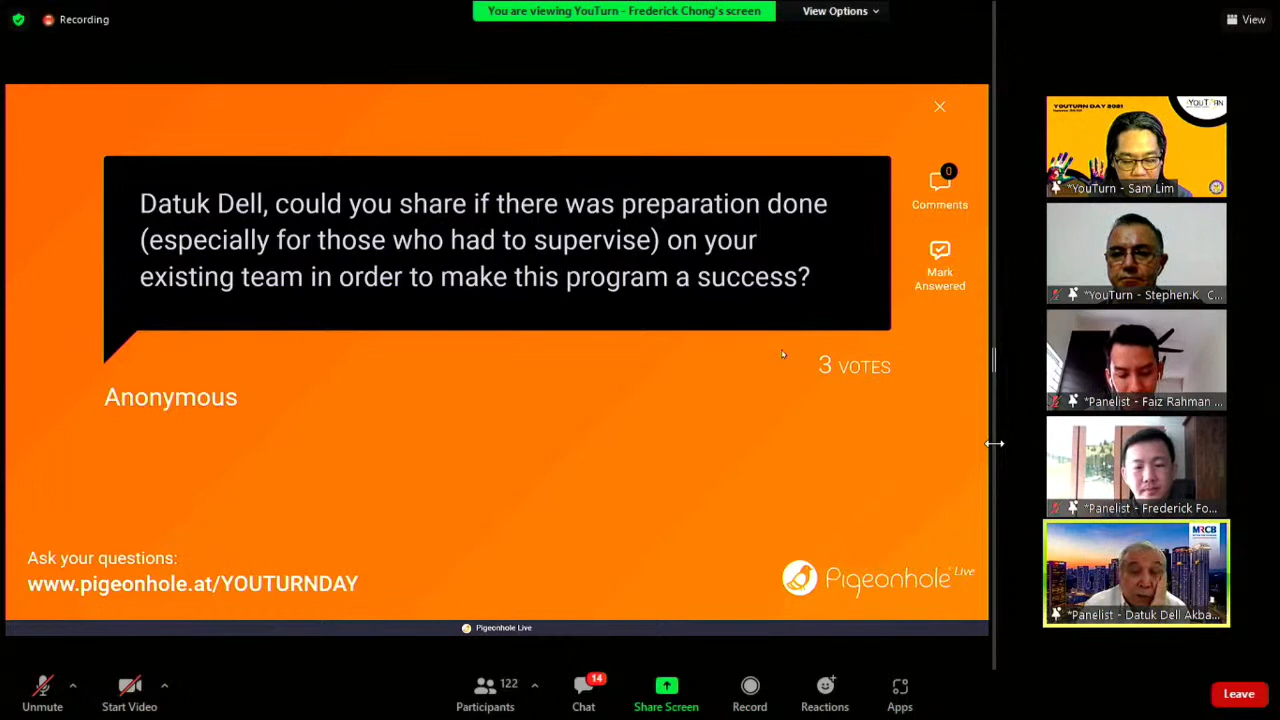 Recording
You are viewing YouTurn - Frederick Chong's screen
View Options
View
Datuk Dell, could you share if there was preparation done
(especially for those who had to supervise) on your
existing team in order to make this program a success?
0
Comments
Mark
Answered
3 VOTES
Anonymous
Ask your questions:
www.pigeonhole.at/YOUTURNDAY
Pigeonhole Live
Pigeonhole Live
YOUTURN DAY 2021
YOUTURN
*YouTurn - Sam Lim
*YouTurn - Stephen.K C...
*Panelist - Faiz Rahman ...
*Panelist - Frederick Fo...
MRCB
*Panelist - Datuk Dell Akba...
Unmute
Start Video
122
Participants
14
Chat
Share Screen
Record
Reactions
Apps
Leave